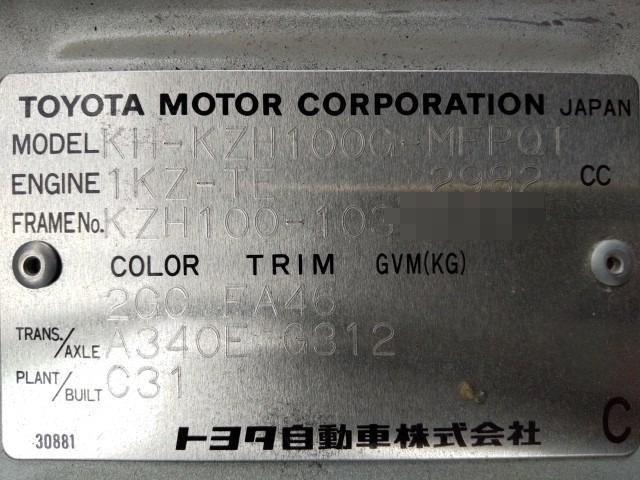 TOYOTA MOTOR CORPORATION JAPAN
MODEL KH-KZH100G-MFPQT
ENGINE 1KZ-TE 2982 CC
FRAME No. KZH100-103
COLOR TRIM GVM(KG)
2GO FA46
TRANS./AXLE A340E G312
PLANT/BUILT C31
30881 トヨタ自動車株式会社 C